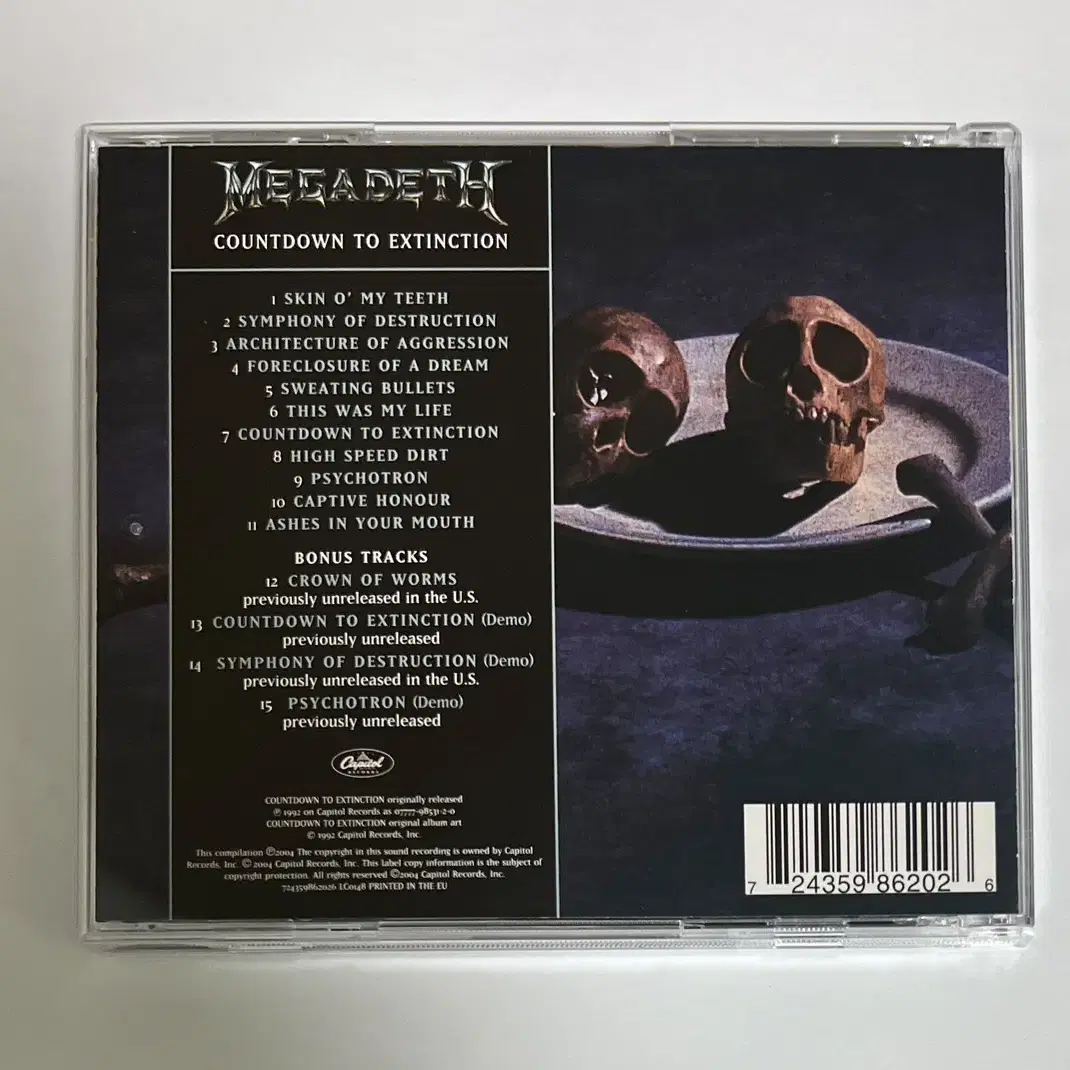 MEGADETH
COUNTDOWN TO EXTINCTION
1 SKIN O' MY TEETH
2 SYMPHONY OF DESTRUCTION
3 ARCHITECTURE OF AGGRESSION
4 FORECLOSURE OF A DREAM
5 SWEATING BULLETS
6 THIS WAS MY LIFE
7 COUNTDOWN TO EXTINCTION
8 HIGH SPEED DIRT
9 PSYCHOTRON
10 CAPTIVE HONOUR
11 ASHES IN YOUR MOUTH
BONUS TRACKS
12 CROWN OF WORMS
previously unreleased in the U.S.
13 COUNTDOWN TO EXTINCTION (Demo)
previously unreleased
14 SYMPHONY OF DESTRUCTION (Demo)
previously unreleased in the U.S.
15 PSYCHOTRON (Demo)
previously unreleased
Capitol
RECORDS
COUNTDOWN TO EXTINCTION originally released
℗ 1992 on Capitol Records as 07777-98531-2-0
COUNTDOWN TO EXTINCTION original album art
© 1992 Capitol Records, Inc.
This compilation ℗2004 The copyright in this sound recording is owned by Capitol
Records, Inc. ©2004 Capitol Records, Inc. This label copy information is the subject of
copyright protection. All rights reserved ©2004 Capitol Records, Inc.
724359862026 LC0148 PRINTED IN THE EU
7 24359 86202 6